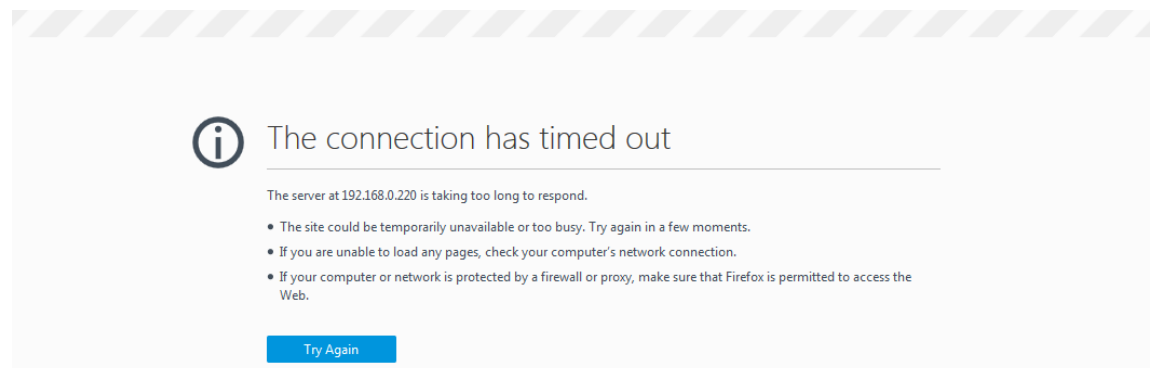 The connection has timed out
The server at 192.168.0.220 is taking too long to respond.
• The site could be temporarily unavailable or too busy. Try again in a few moments.
• If you are unable to load any pages, check your computer's network connection.
• If your computer or network is protected by a firewall or proxy, make sure that Firefox is permitted to access the
Web.
Try Again